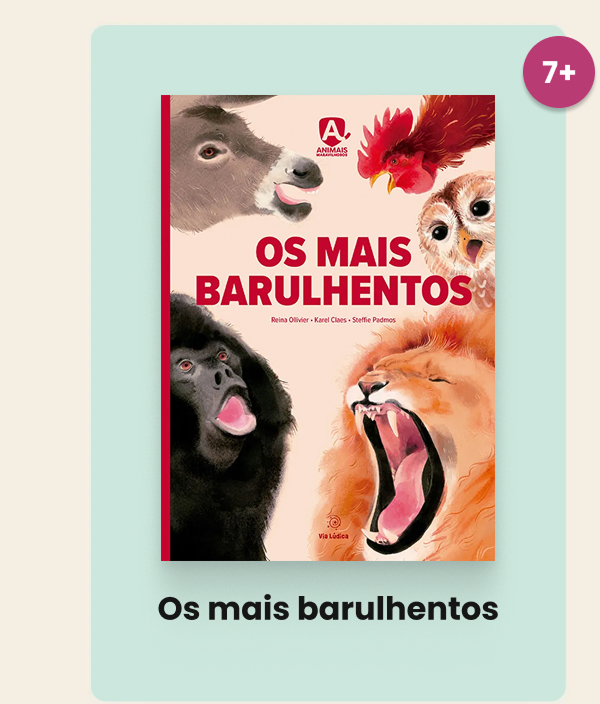 7+
ANIMAIS
MARAVILHOSOS
OS MAIS
BARULHENTOS
Reina Ollivier • Karel Claes • Steffie Padmos
Via Lúdica
Os mais barulhentos